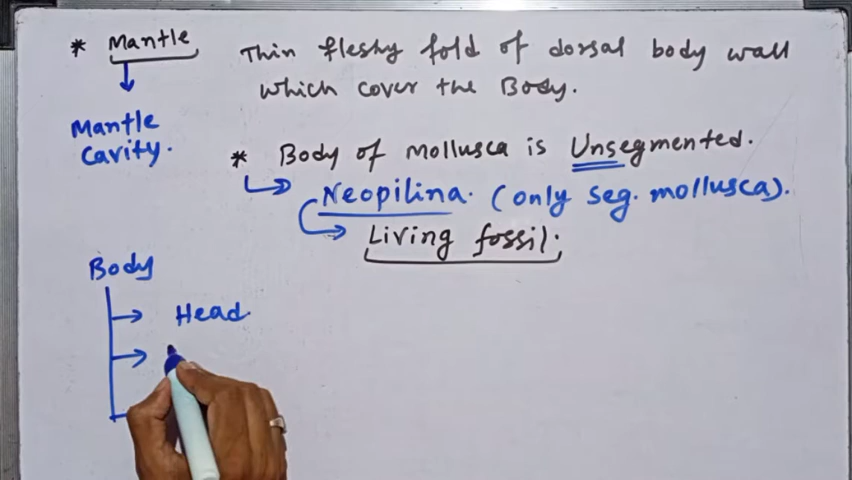 * Mantle Thin fleshy fold of dorsal body wall
which cover the Body.
Mantle
Cavity.
* Body of mollusca is Unsegmented.
Neopilina. (only seg. mollusca).
Living fossil.
Body
Head.